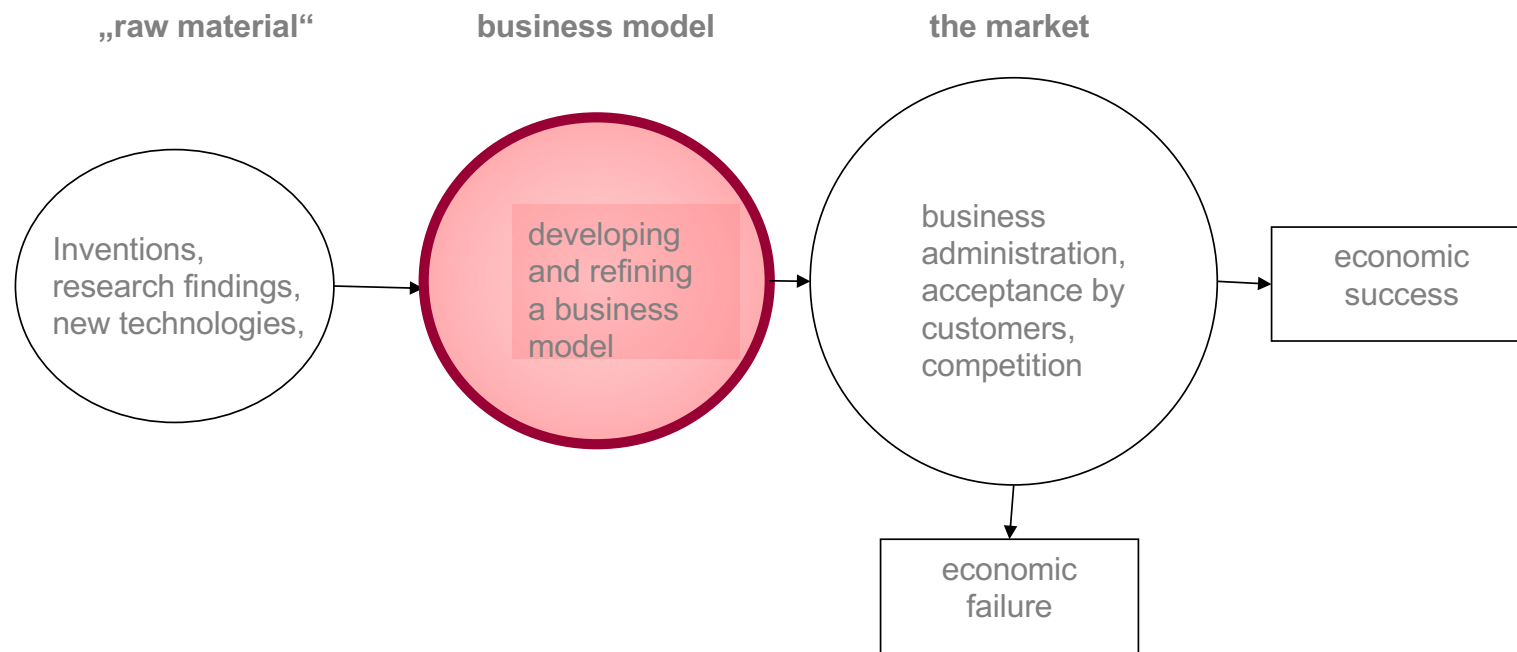 „raw material“
business model
the market
Inventions,
research findings,
new technologies,
developing
and refining
a business
model
business
administration,
acceptance by
customers,
competition
economic
success
economic
failure